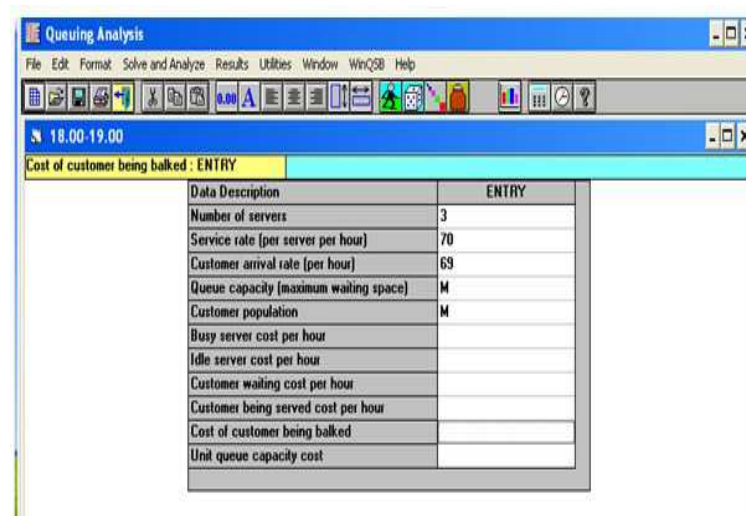 Queuing Analysis
File Edit Format Solve and Analyze Results Utilities Window WinQSB Help
0.00 A
18.00-19.00
Cost of customer being balked : ENTRY
Data Description ENTRY
Number of servers 3
Service rate (per server per hour) 70
Customer arrival rate (per hour) 69
Queue capacity (maximum waiting space) M
Customer population M
Busy server cost per hour
Idle server cost per hour
Customer waiting cost per hour
Customer being served cost per hour
Cost of customer being balked
Unit queue capacity cost